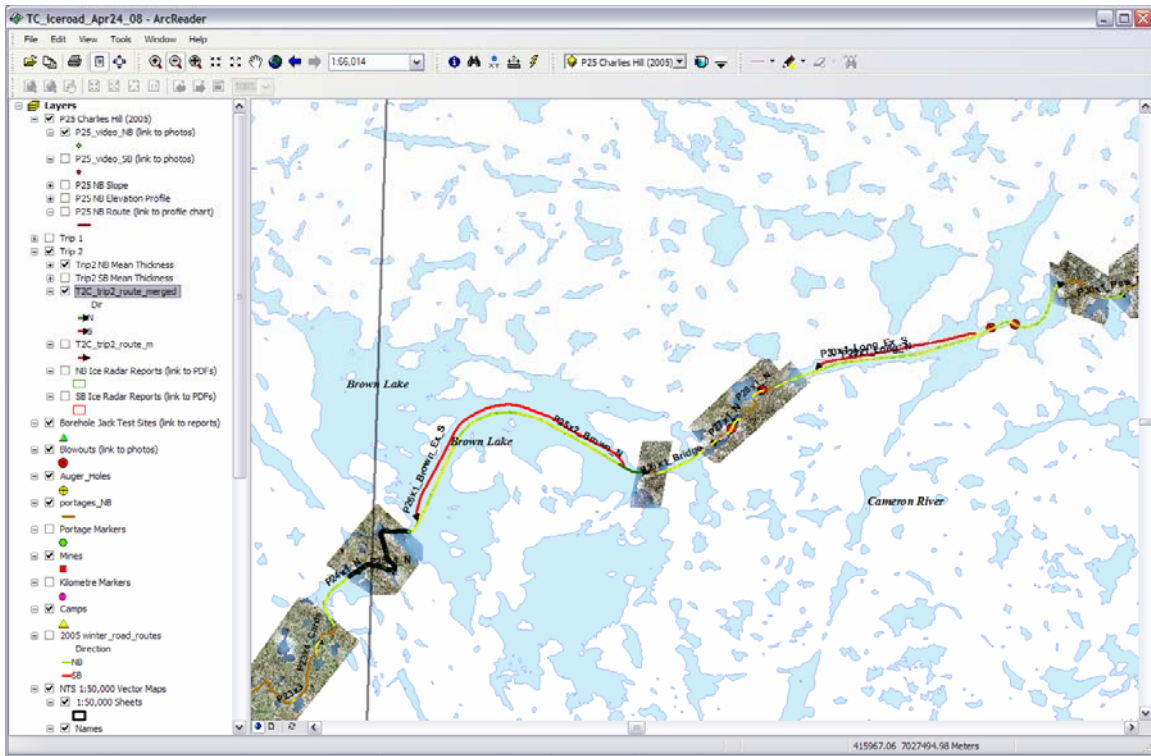 TC_Iceroad_Apr24_08 - ArcReader
File Edit View Tools Window Help
1:66,014
P25 Charlies Hill (2005)
100%
Layers
P25 Charlies Hill (2005)
P25_video_NB (link to photos)
P25_video_SB (link to photos)
P25 NB Slope
P25 NB Elevation Profile
P25 NB Route (link to profile chart)
Trip 1
Trip 2
Trip2 NB Mean Thickness
Trip2 SB Mean Thickness
T2C_trip2_route_merged
Dir
N
S
T2C_trip2_route_m
NB Ice Radar Reports (link to PDFs)
SB Ice Radar Reports (link to PDFs)
Borehole Jack Test Sites (link to reports)
Blowouts (link to photos)
Auger_Holes
portages_NB
Portage Markers
Mines
Kilometre Markers
Camps
2005 winter_road_routes
Direction
NB
SB
NTS 1:50,000 Vector Maps
1:50,000 Sheets
Names
P30x1_Long_Ex_S
Brown Lake
P25x2_Brown_N
Brown Lake
P26x1_Brown_Ex_S
Bridge
Cameron River
P23x3
415967.06 7027494.98 Meters